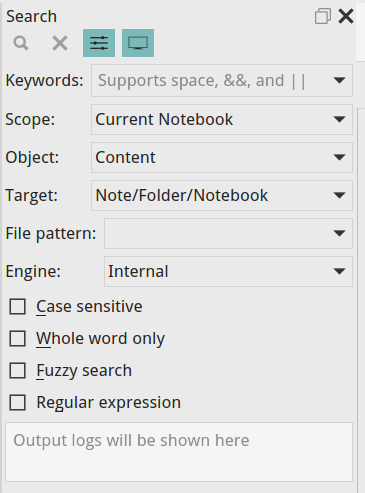 Search
Keywords: Supports space, &&, and ||
Scope: Current Notebook
Object: Content
Target: Note/Folder/Notebook
File pattern:
Engine: Internal
Case sensitive
Whole word only
Fuzzy search
Regular expression
Output logs will be shown here